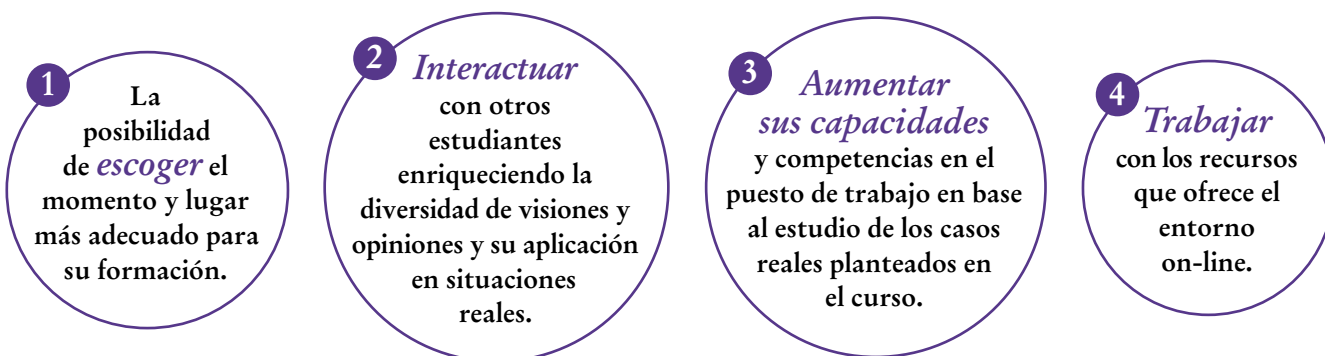 1
La
posibilidad
de escoger el
momento y lugar
más adecuado para
su formación.
2
Interactuar
con otros
estudiantes
enriqueciendo la
diversidad de visiones y
opiniones y su aplicación
en situaciones
reales.
3
Aumentar
sus capacidades
y competencias en el
puesto de trabajo en base
al estudio de los casos
reales planteados en
el curso.
4
Trabajar
con los recursos
que ofrece el
entorno
on-line.